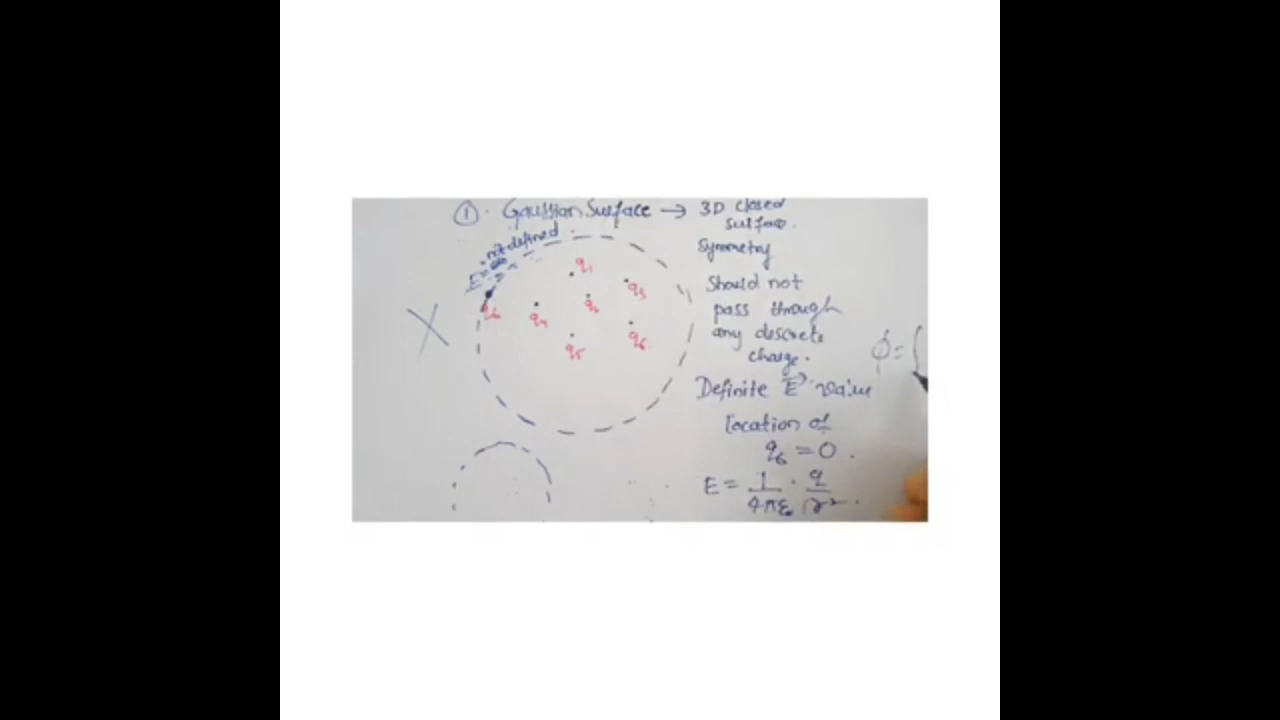 ① Gaussian Surface → 3D closed
surface.
not defined
E =
Symmetry
q₁
q₃
q₂
q₄
q₆
q₅
q₆.
X
Should not
pass through
any discrete
charge.
ϕ = ∫
Definite E⃗ value
location of
q₆ = 0.
E = 1/4πε₀ · q/r².